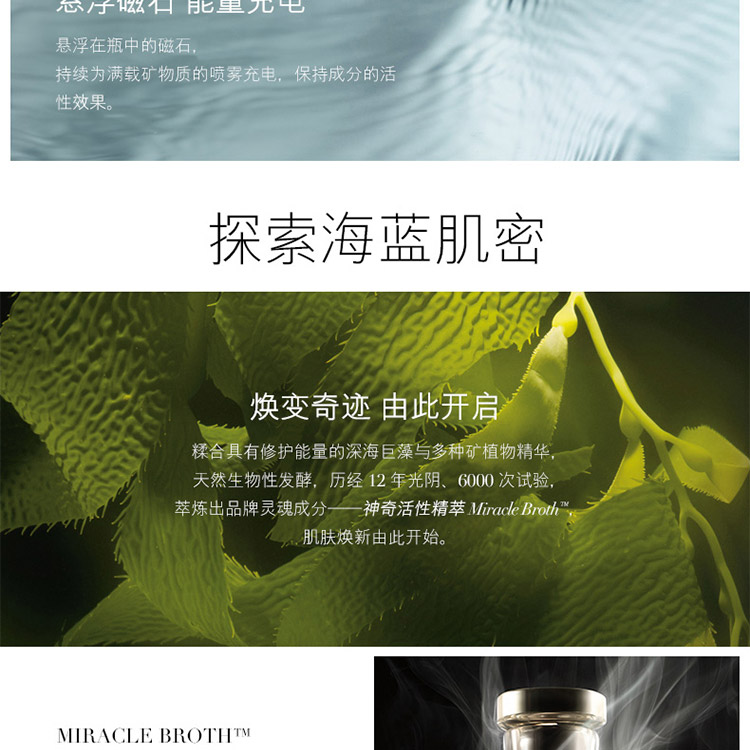 悬浮磁石 能量充电
悬浮在瓶中的磁石，
持续为满载矿物质的喷雾充电，保持成分的活
性效果。
探索海蓝肌密
焕变奇迹 由此开启
糅合具有修护能量的深海巨藻与多种矿植物精华，
天然生物性发酵，历经 12 年光阴、6000 次试验，
萃炼出品牌灵魂成分——神奇活性精萃 Miracle Broth™，
肌肤焕新由此开始。
MIRACLE BROTH™